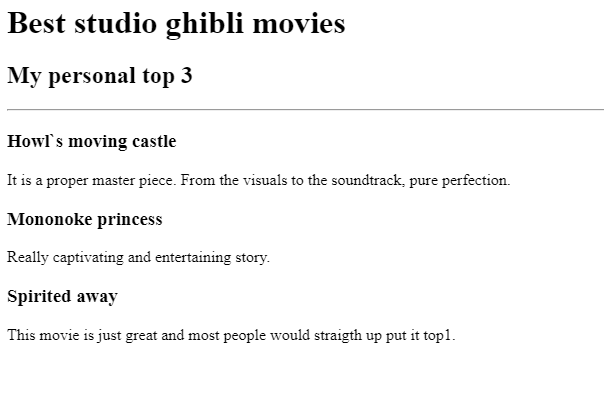 Best studio ghibli movies
My personal top 3
Howl`s moving castle
It is a proper master piece. From the visuals to the soundtrack, pure perfection.
Mononoke princess
Really captivating and entertaining story.
Spirited away
This movie is just great and most people would straigth up put it top1.